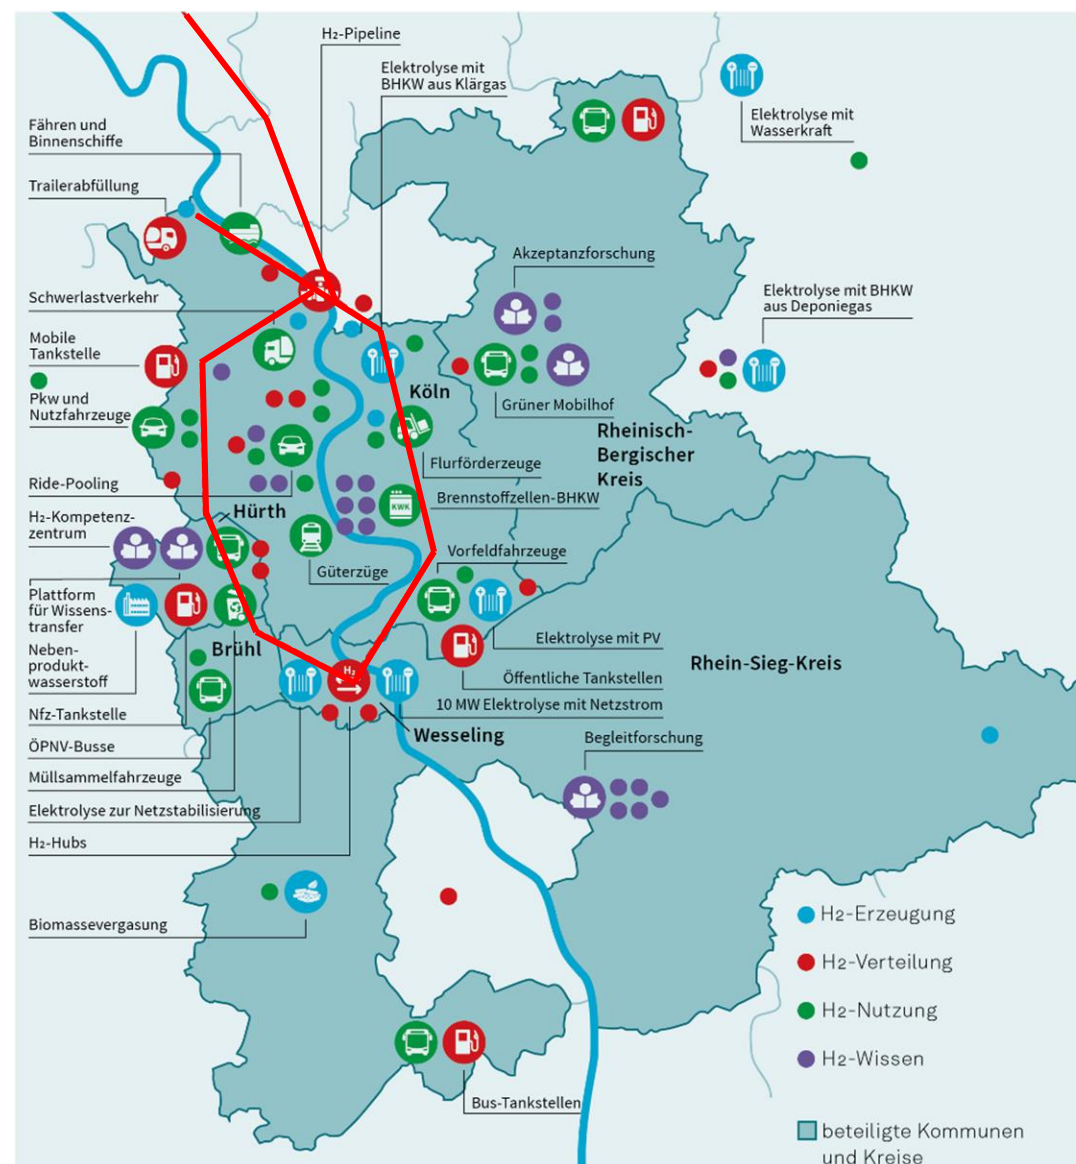 H₂-Pipeline
Elektrolyse mit
BHKW aus Klärgas
Fähren und
Binnenschiffe
Elektrolyse mit
Wasserkraft
Trailerabfüllung
Akzeptanzforschung
Schwerlastverkehr
Elektrolyse mit BHKW
aus Deponiegas
Mobile
Tankstelle
Köln
Pkw und
Nutzfahrzeuge
Grüner Mobilhof
Rheinisch-
Bergischer
Kreis
Flurförderzeuge
Ride-Pooling
KWK
Brennstoffzellen-BHKW
Hürth
H₂-Kompetenz-
zentrum
Vorfeldfahrzeuge
Güterzüge
Plattform
für Wissens-
transfer
Elektrolyse mit PV
Brühl
Neben-
produkt-
wasserstoff
H₂
Rhein-Sieg-Kreis
Öffentliche Tankstellen
10 MW Elektrolyse mit Netzstrom
Nfz-Tankstelle
Wesseling
Begleitforschung
ÖPNV-Busse
Müllsammelfahrzeuge
Elektrolyse zur Netzstabilisierung
H₂-Hubs
Biomassevergasung
Bus-Tankstellen
H₂-Erzeugung
H₂-Verteilung
H₂-Nutzung
H₂-Wissen
beteiligte Kommunen
und Kreise